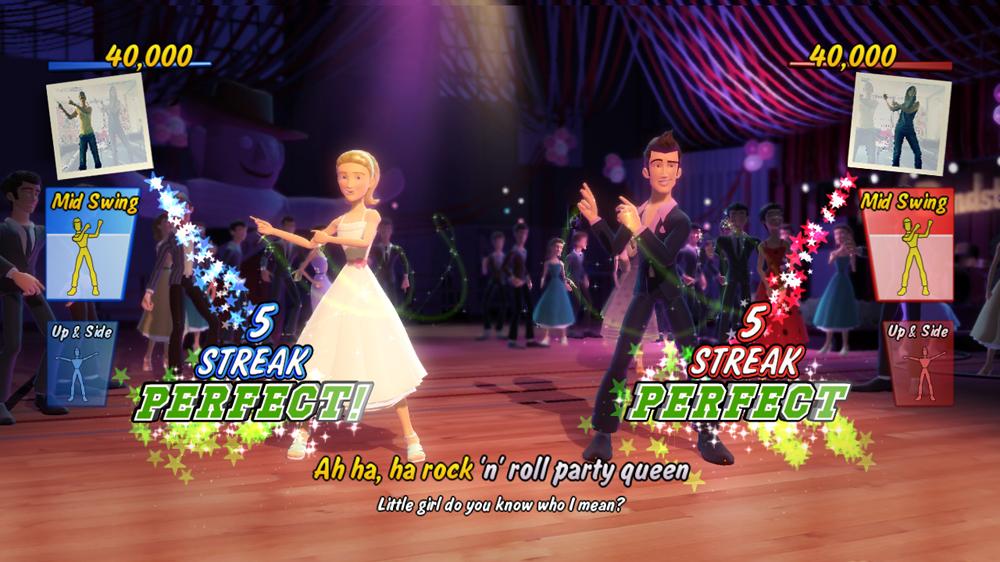 40,000
40,000
Mid Swing
Mid Swing
Up & Side
Up & Side
5
STREAK
PERFECT!
5
STREAK
PERFECT
Ah ha, ha rock 'n' roll party queen
Little girl do you know who I mean?